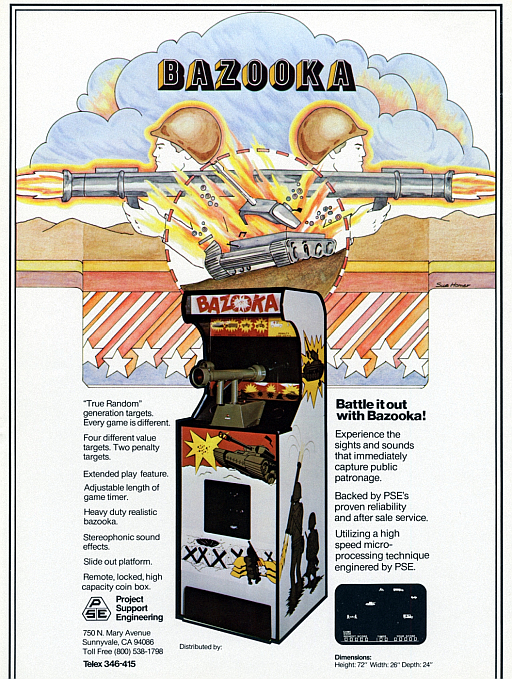 BAZOOKA
Sue Homer
BAZOOKA
"True Random"
generation targets.
Every game is different.
Four different value
targets. Two penalty
targets.
Extended play feature.
Adjustable length of
game timer.
Heavy duty realistic
bazooka.
Stereophonic sound
effects.
Slide out platform.
Remote, locked, high
capacity coin box.
PSE
Project
Support
Engineering
750 N. Mary Avenue
Sunnyvale, CA 94086
Toll Free (800) 538-1798
Telex 346-415
Distributed by:
Battle it out
with Bazooka!
Experience the
sights and sounds
that immediately
capture public
patronage.
Backed by PSE's
proven reliability
and after sale service.
Utilizing a high
speed micro-
processing technique
enginered by PSE.
Dimensions:
Height: 72" Width: 26" Depth: 24"